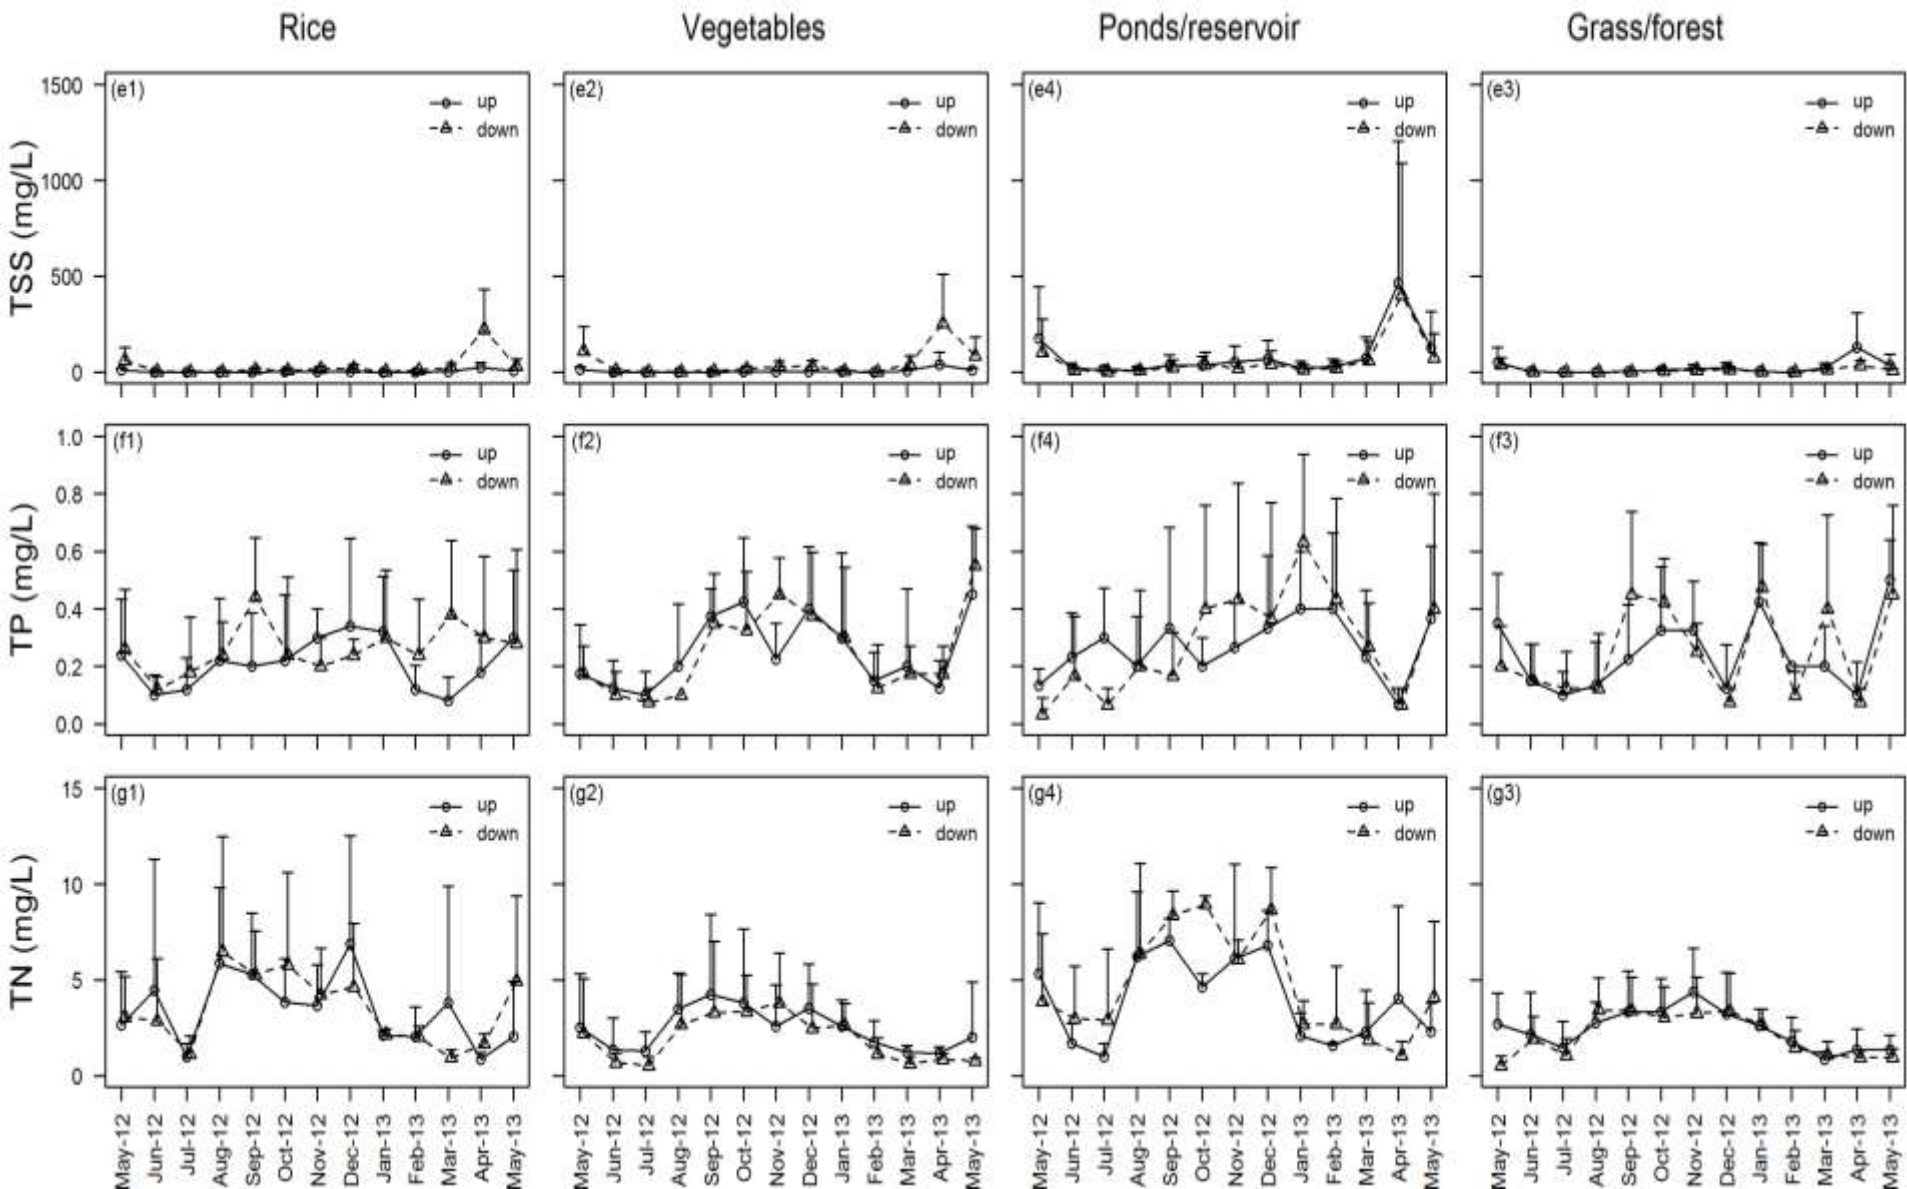 Rice Vegetables Ponds/reservoir Grass/forest
TSS (mg/L)
1500
1000
500
0
(e1)
up
down
(e2)
up
down
(e4)
up
down
(e3)
up
down
TP (mg/L)
1.0
0.8
0.6
0.4
0.2
0.0
(f1)
up
down
(f2)
up
down
(f4)
up
down
(f3)
up
down
TN (mg/L)
15
10
5
0
(g1)
up
down
(g2)
up
down
(g4)
up
down
(g3)
up
down
May-12 Jun-12 Jul-12 Aug-12 Sep-12 Oct-12 Nov-12 Dec-12 Jan-13 Feb-13 Mar-13 Apr-13 May-13
May-12 Jun-12 Jul-12 Aug-12 Sep-12 Oct-12 Nov-12 Dec-12 Jan-13 Feb-13 Mar-13 Apr-13 May-13
May-12 Jun-12 Jul-12 Aug-12 Sep-12 Oct-12 Nov-12 Dec-12 Jan-13 Feb-13 Mar-13 Apr-13 May-13
May-12 Jun-12 Jul-12 Aug-12 Sep-12 Oct-12 Nov-12 Dec-12 Jan-13 Feb-13 Mar-13 Apr-13 May-13